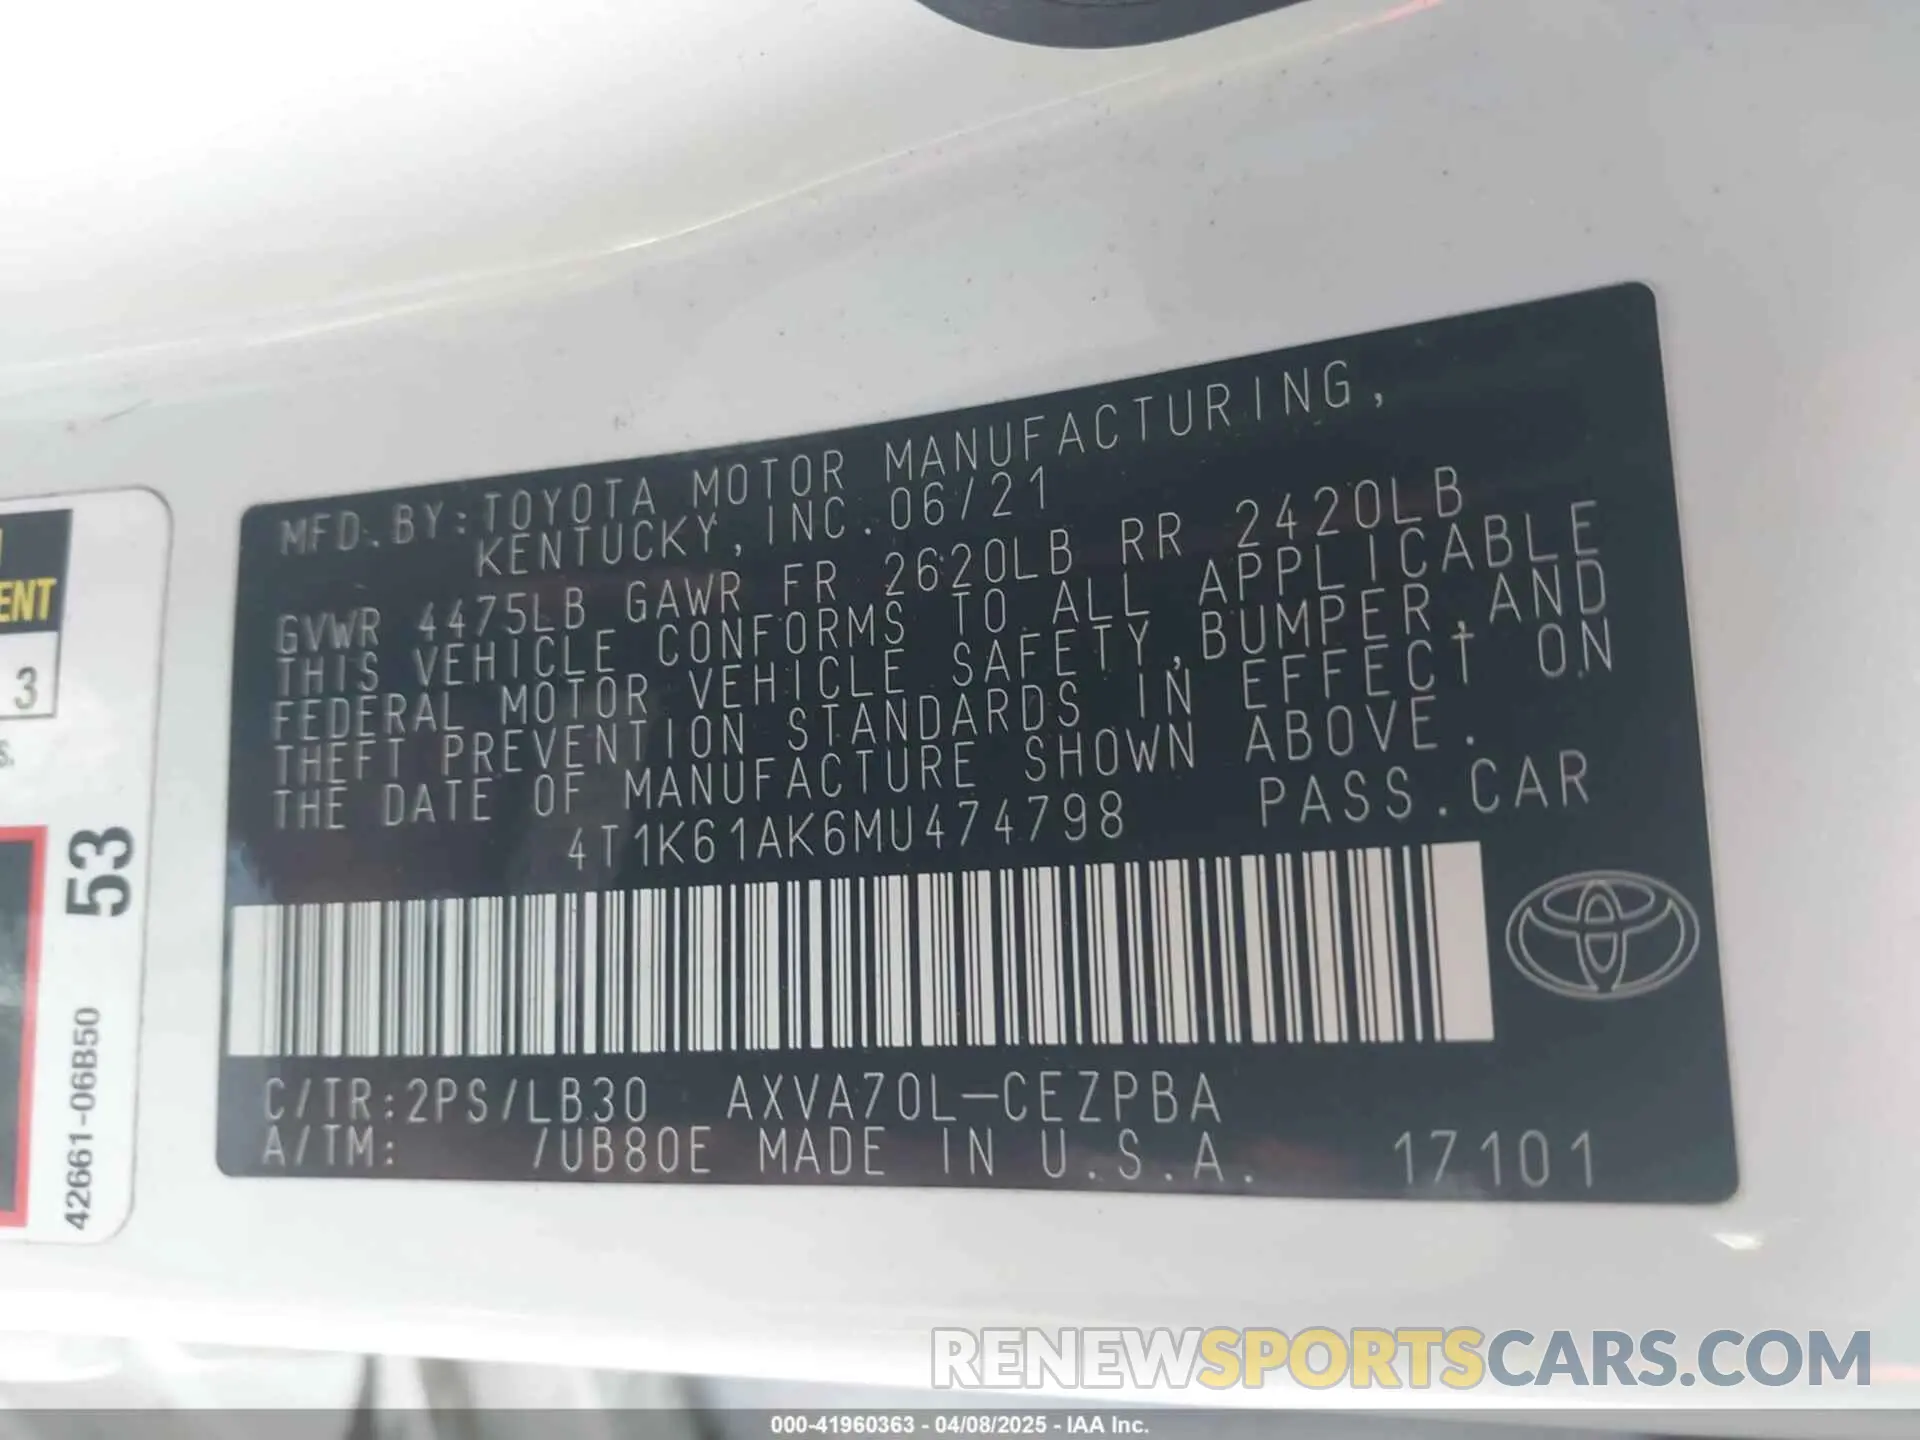 MFD.BY:TOYOTA MOTOR MANUFACTURING,
KENTUCKY,INC.06/21
GVWR 4475LB GAWR FR 2620LB RR 2420LB
THIS VEHICLE CONFORMS TO ALL APPLICABLE
FEDERAL MOTOR VEHICLE SAFETY,BUMPER,AND
THEFT PREVENTION STANDARDS IN EFFECT ON
THE DATE OF MANUFACTURE SHOWN ABOVE.
4T1K61AK6MU474798 PASS.CAR
C/TR:2PS/LB30 AXVA70L-CEZPBA
A/TM: /UB80E MADE IN U.S.A. 17101
3
53
42661-06B50
RENEWSPORTSCARS.COM
000-41960363 - 04/08/2025 - IAA Inc.